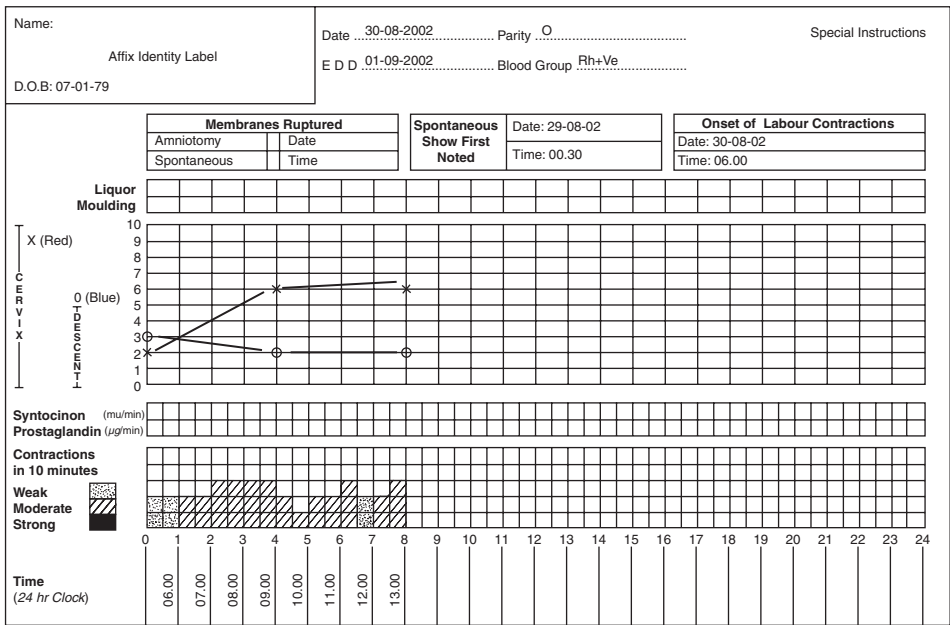 Name:
Affix Identity Label
D.O.B: 07-01-79
Date 30-08-2002 Parity O
E D D 01-09-2002 Blood Group Rh+Ve
Special Instructions
Membranes Ruptured
Amniotomy Date
Spontaneous Time
Spontaneous
Show First
Noted
Date: 29-08-02
Time: 00.30
Onset of Labour Contractions
Date: 30-08-02
Time: 06.00
Liquor
Moulding
X (Red)
CERVIX
0 (Blue)
DESCENT
10
9
8
7
6
5
4
3
2
1
0
Syntocinon (mu/min)
Prostaglandin (µg/min)
Contractions
in 10 minutes
Weak
Moderate
Strong
0 1 2 3 4 5 6 7 8 9 10 11 12 13 14 15 16 17 18 19 20 21 22 23 24
Time
(24 hr Clock)
06.00 07.00 08.00 09.00 10.00 11.00 12.00 13.00